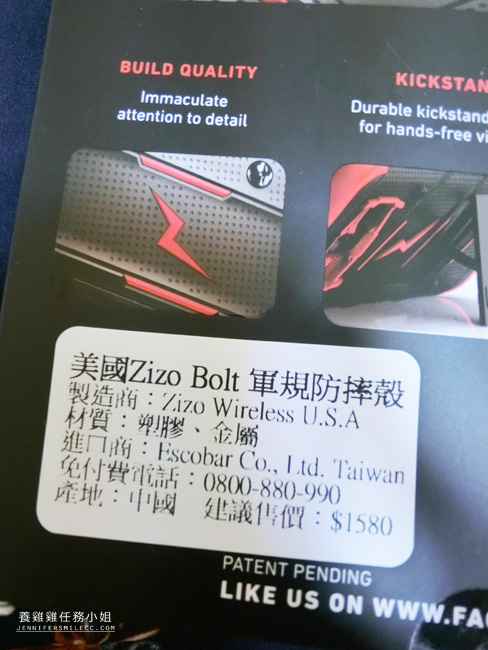 BUILD QUALITY
Immaculate
attention to detail
KICKSTAN
Durable kickstand
for hands-free vi
美國Zizo Bolt 軍規防摔殼
製造商：Zizo Wireless U.S.A
材質：塑膠、金屬
進口商：Escobar Co., Ltd. Taiwan
免付費電話：0800-880-990
產地：中國　建議售價：$1580
PATENT PENDING
LIKE US ON WWW.FAC
養雞雞任務小姐
JENNIFERSMILECC.COM